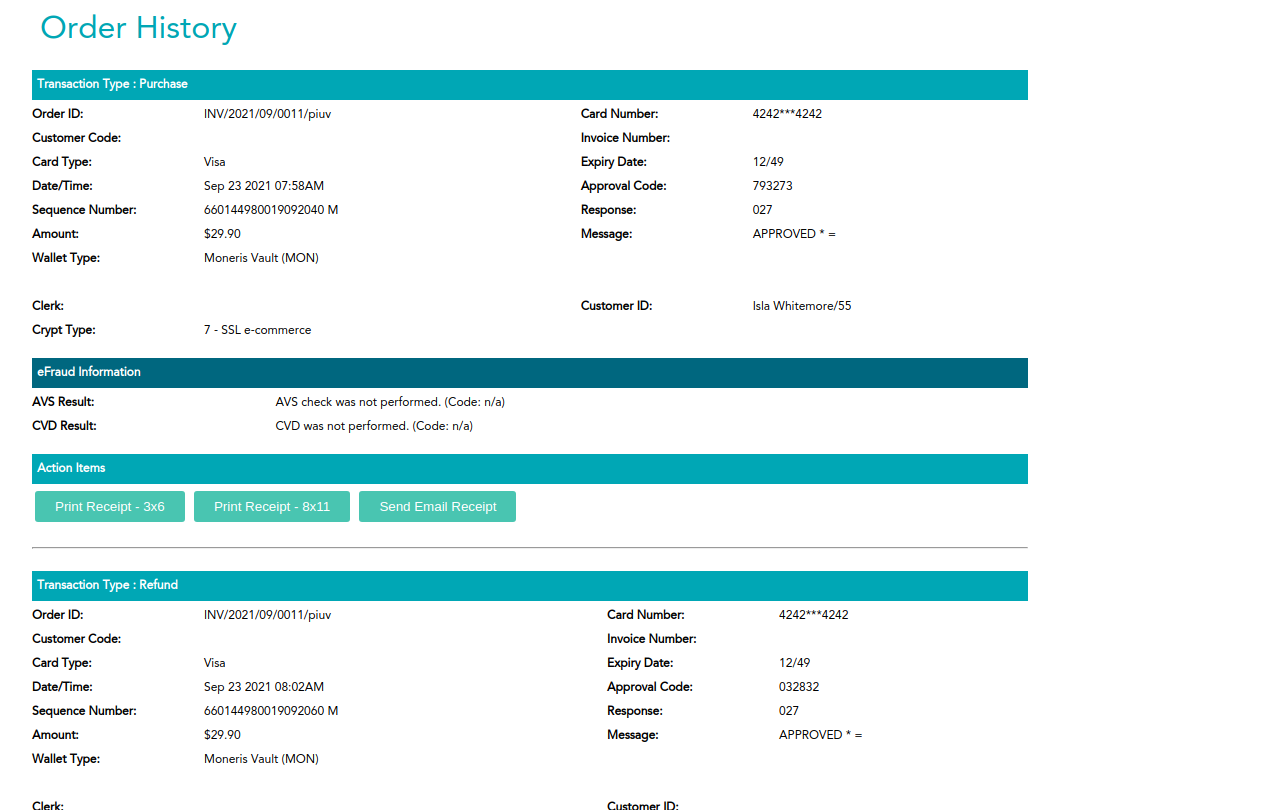 Order History
Transaction Type : Purchase
Order ID: INV/2021/09/0011/piuv Card Number: 4242***4242
Customer Code: Invoice Number:
Card Type: Visa Expiry Date: 12/49
Date/Time: Sep 23 2021 07:58AM Approval Code: 793273
Sequence Number: 660144980019092040 M Response: 027
Amount: $29.90 Message: APPROVED * =
Wallet Type: Moneris Vault (MON)
Clerk: Customer ID: Isla Whitemore/55
Crypt Type: 7 - SSL e-commerce
eFraud Information
AVS Result: AVS check was not performed. (Code: n/a)
CVD Result: CVD was not performed. (Code: n/a)
Action Items
Print Receipt - 3x6 Print Receipt - 8x11 Send Email Receipt
Transaction Type : Refund
Order ID: INV/2021/09/0011/piuv Card Number: 4242***4242
Customer Code: Invoice Number:
Card Type: Visa Expiry Date: 12/49
Date/Time: Sep 23 2021 08:02AM Approval Code: 032832
Sequence Number: 660144980019092060 M Response: 027
Amount: $29.90 Message: APPROVED * =
Wallet Type: Moneris Vault (MON)
Clerk: Customer ID: